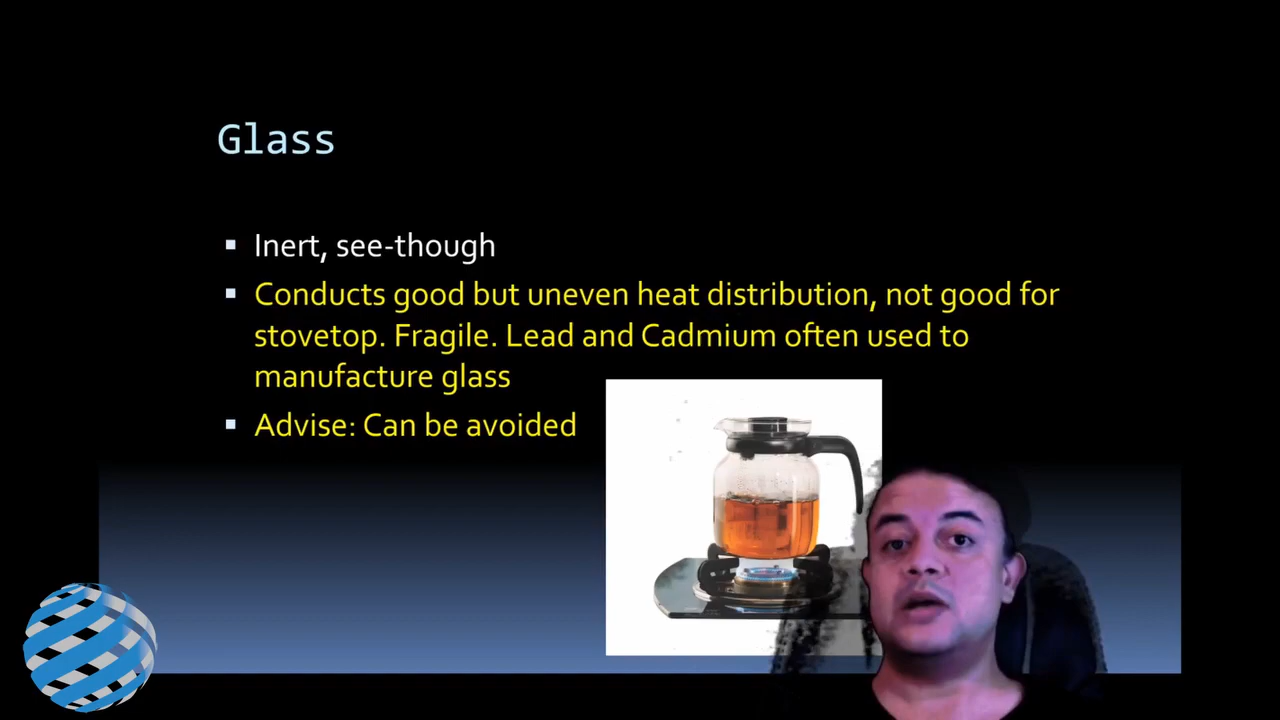 Glass
Inert, see-though
Conducts good but uneven heat distribution, not good for
stovetop. Fragile. Lead and Cadmium often used to
manufacture glass
Advise: Can be avoided